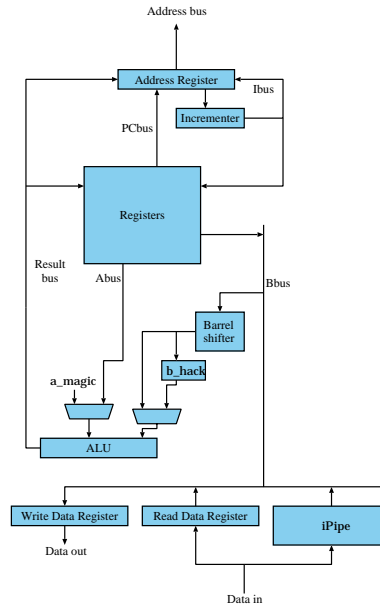 Address bus
Address Register
Ibus
Incrementer
PCbus
Registers
Result
bus
Abus
Bbus
Barrel
shifter
b_hack
a_magic
ALU
Write Data Register
Read Data Register
iPipe
Data out
Data in